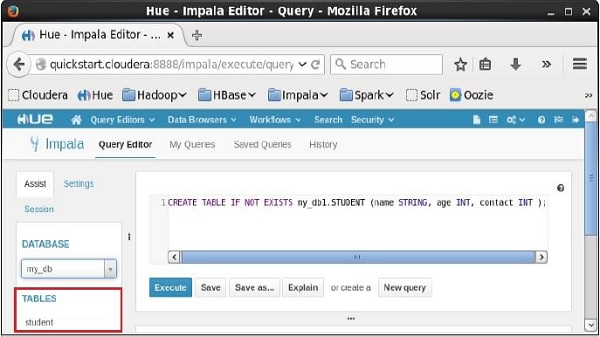 Hue - Impala Editor - Query - Mozilla Firefox
Hue - Impala Editor - ...
quickstart.cloudera:8888/impala/execute/query
Search
Cloudera Hue Hadoop HBase Impala Spark Solr Oozie
HUE Query Editors Data Browsers Workflows Search Security
Impala Query Editor My Queries Saved Queries History
Assist Settings
Session
DATABASE
my_db
TABLES
student
1 CREATE TABLE IF NOT EXISTS my_db1.STUDENT (name STRING, age INT, contact INT );
Execute Save Save as... Explain or create a New query